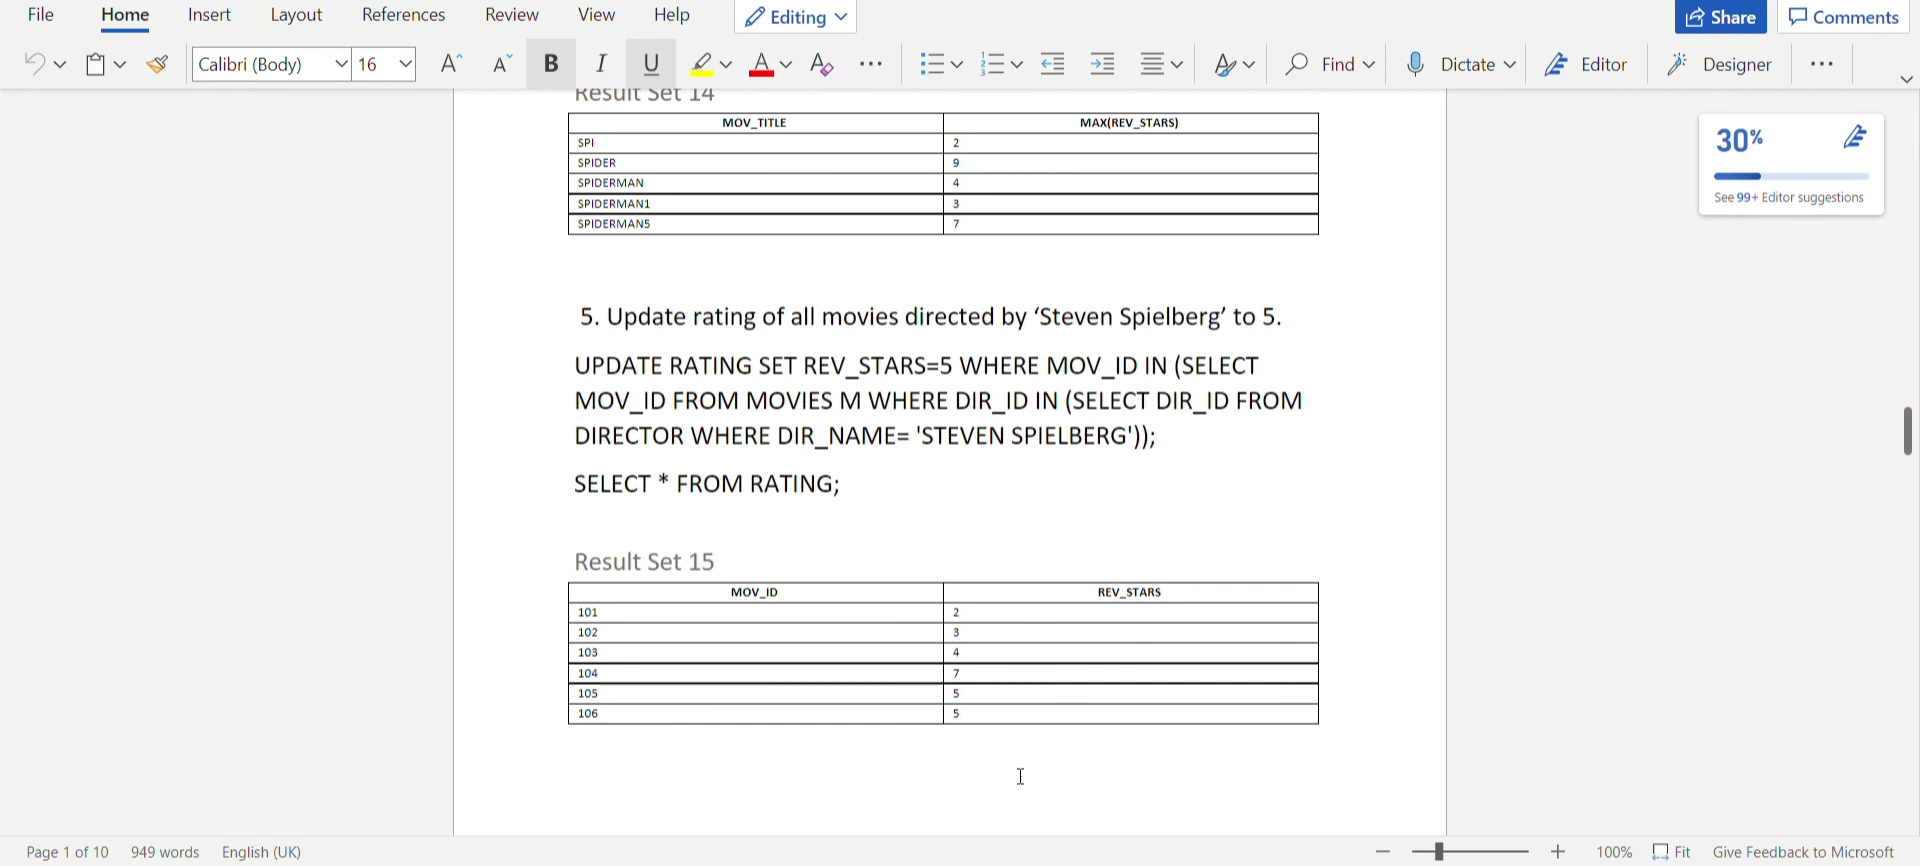 File Home Insert Layout References Review View Help Editing Share Comments
Calibri (Body) 16 B I U A Find Dictate Editor Designer
Result Set 14
MOV_TITLE MAX(REV_STARS)
SPI 2
SPIDER 9
SPIDERMAN 4
SPIDERMAN1 3
SPIDERMAN5 7
30%
See 99+ Editor suggestions
5. Update rating of all movies directed by ‘Steven Spielberg’ to 5.
UPDATE RATING SET REV_STARS=5 WHERE MOV_ID IN (SELECT
MOV_ID FROM MOVIES M WHERE DIR_ID IN (SELECT DIR_ID FROM
DIRECTOR WHERE DIR_NAME= 'STEVEN SPIELBERG'));
SELECT * FROM RATING;
Result Set 15
MOV_ID REV_STARS
101 2
102 3
103 4
104 7
105 5
106 5
Page 1 of 10 949 words English (UK) 100% Fit Give Feedback to Microsoft